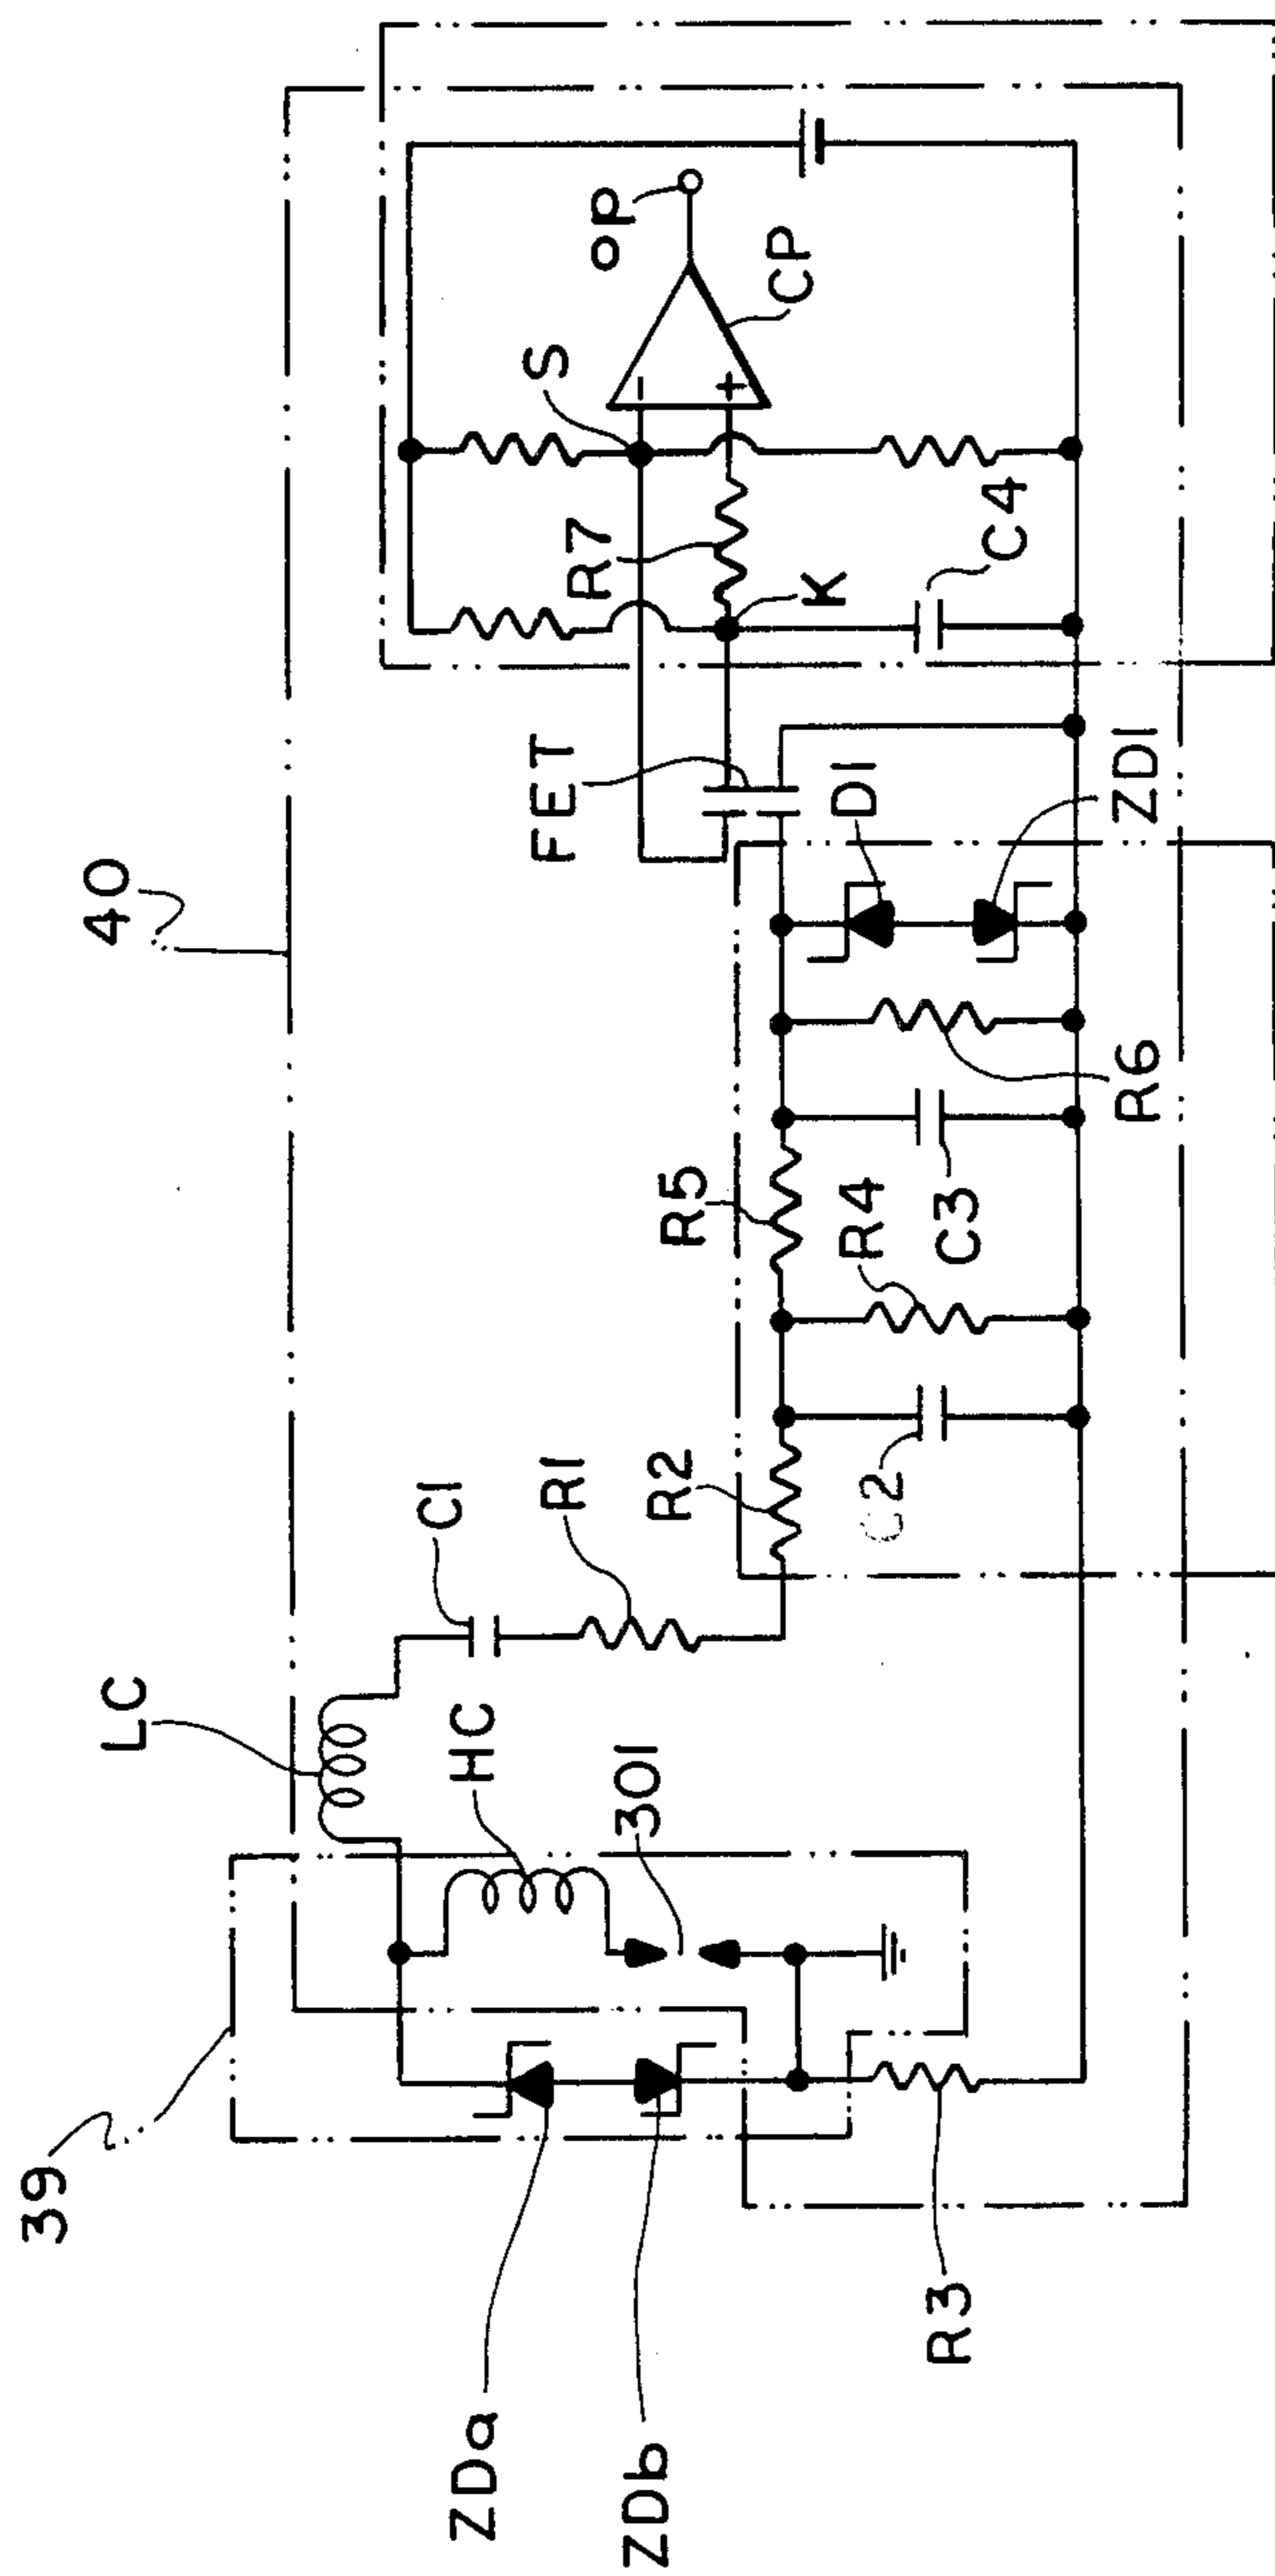 39
40
LC
C1
R1
HC
301
ZDa
ZDb
R3
R2
C2
R5
R4
C3
R6
D1
ZD1
FET
R7
K
C4
S
-
+
OP
CP